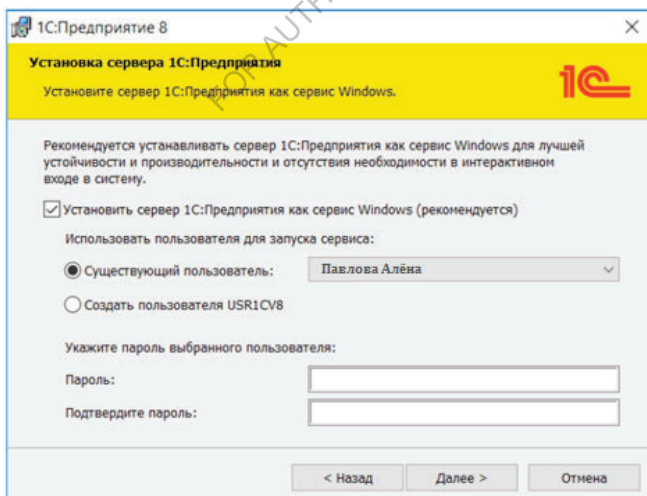 1С:Предприятие 8
FOR AUTH
Установка сервера 1С:Предприятия
Установите сервер 1С:Предприятия как сервис Windows.
1С
Рекомендуется устанавливать сервер 1С:Предприятия как сервис Windows для лучшей
устойчивости и производительности и отсутствия необходимости в интерактивном
входе в систему.
Установить сервер 1С:Предприятия как сервис Windows (рекомендуется)
Использовать пользователя для запуска сервиса:
Существующий пользователь: Павлова Алёна
Создать пользователя USR1CV8
Укажите пароль выбранного пользователя:
Пароль:
Подтвердите пароль:
< Назад Далее > Отмена